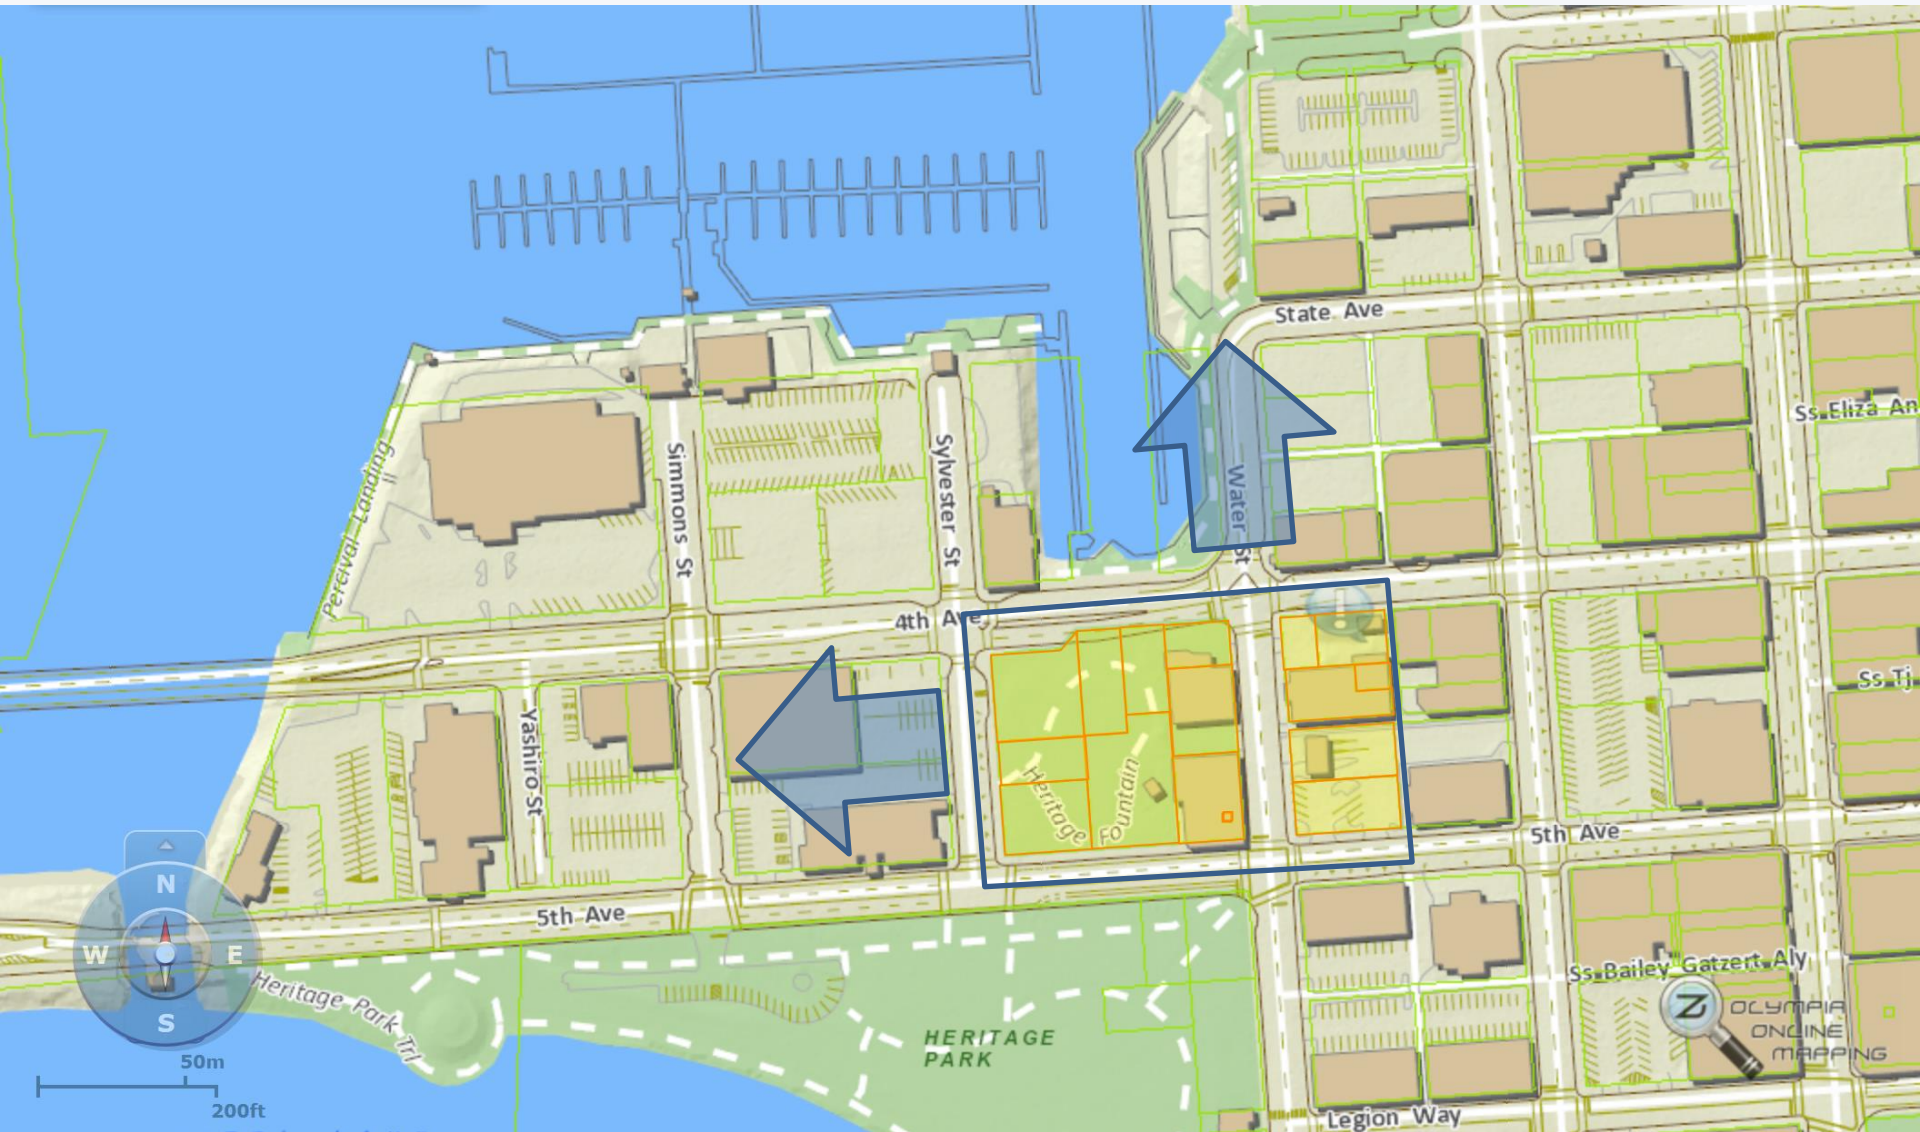 State Ave
Ss Eliza An
Percival Landing
Simmons St
Sylvester St
Water St
4th Ave
Ss Tj
Yashiro St
Heritage Fountain
5th Ave
5th Ave
N
W E
S
Heritage Park Trl
Ss Bailey Gatzert Aly
HERITAGE
PARK
OLYMPIA
ONLINE
MAPPING
50m
200ft
Legion Way